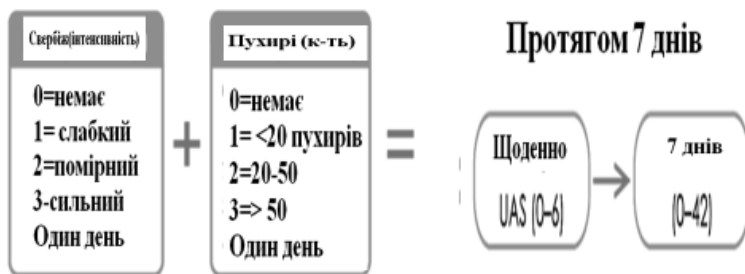 Свербіж(інтенсивність)
0=немає
1= слабкий
2=помірний
3-сильний
Один день
+
Пухирі (к-ть)
0=немає
1= <20 пухирів
2=20-50
3=> 50
Один день
=
Протягом 7 днів
Щоденно
UAS (0–6)
→
7 днів
(0–42)